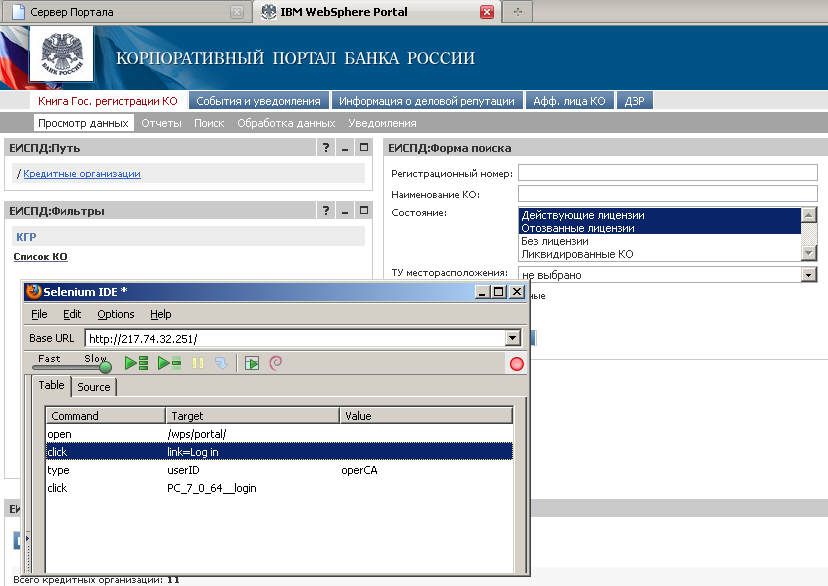 Сервер Портала
IBM WebSphere Portal
БАНК РОССИИ
КОРПОРАТИВНЫЙ ПОРТАЛ БАНКА РОССИИ
Книга Гос. регистрации КО
События и уведомления
Информация о деловой репутации
Афф. лица КО
ДЗР
Просмотр данных
Отчеты
Поиск
Обработка данных
Уведомления
ЕИСПД:Путь
/ Кредитные организации
ЕИСПД:Фильтры
КГР
Список КО
ЕИСПД:Форма поиска
Регистрационный номер:
Наименование КО:
Состояние:
Действующие лицензии
Отозванные лицензии
Без лицензии
Ликвидированные КО
ТУ месторасположения:
не выбрано
ные
Selenium IDE *
File Edit Options Help
Base URL http://217.74.32.251/
Fast Slow
Table Source
Command Target Value
open /wps/portal/
click link=Log in
type userID operCA
click PC_7_0_64__login
ЕИ
Всего кредитных организации: 11